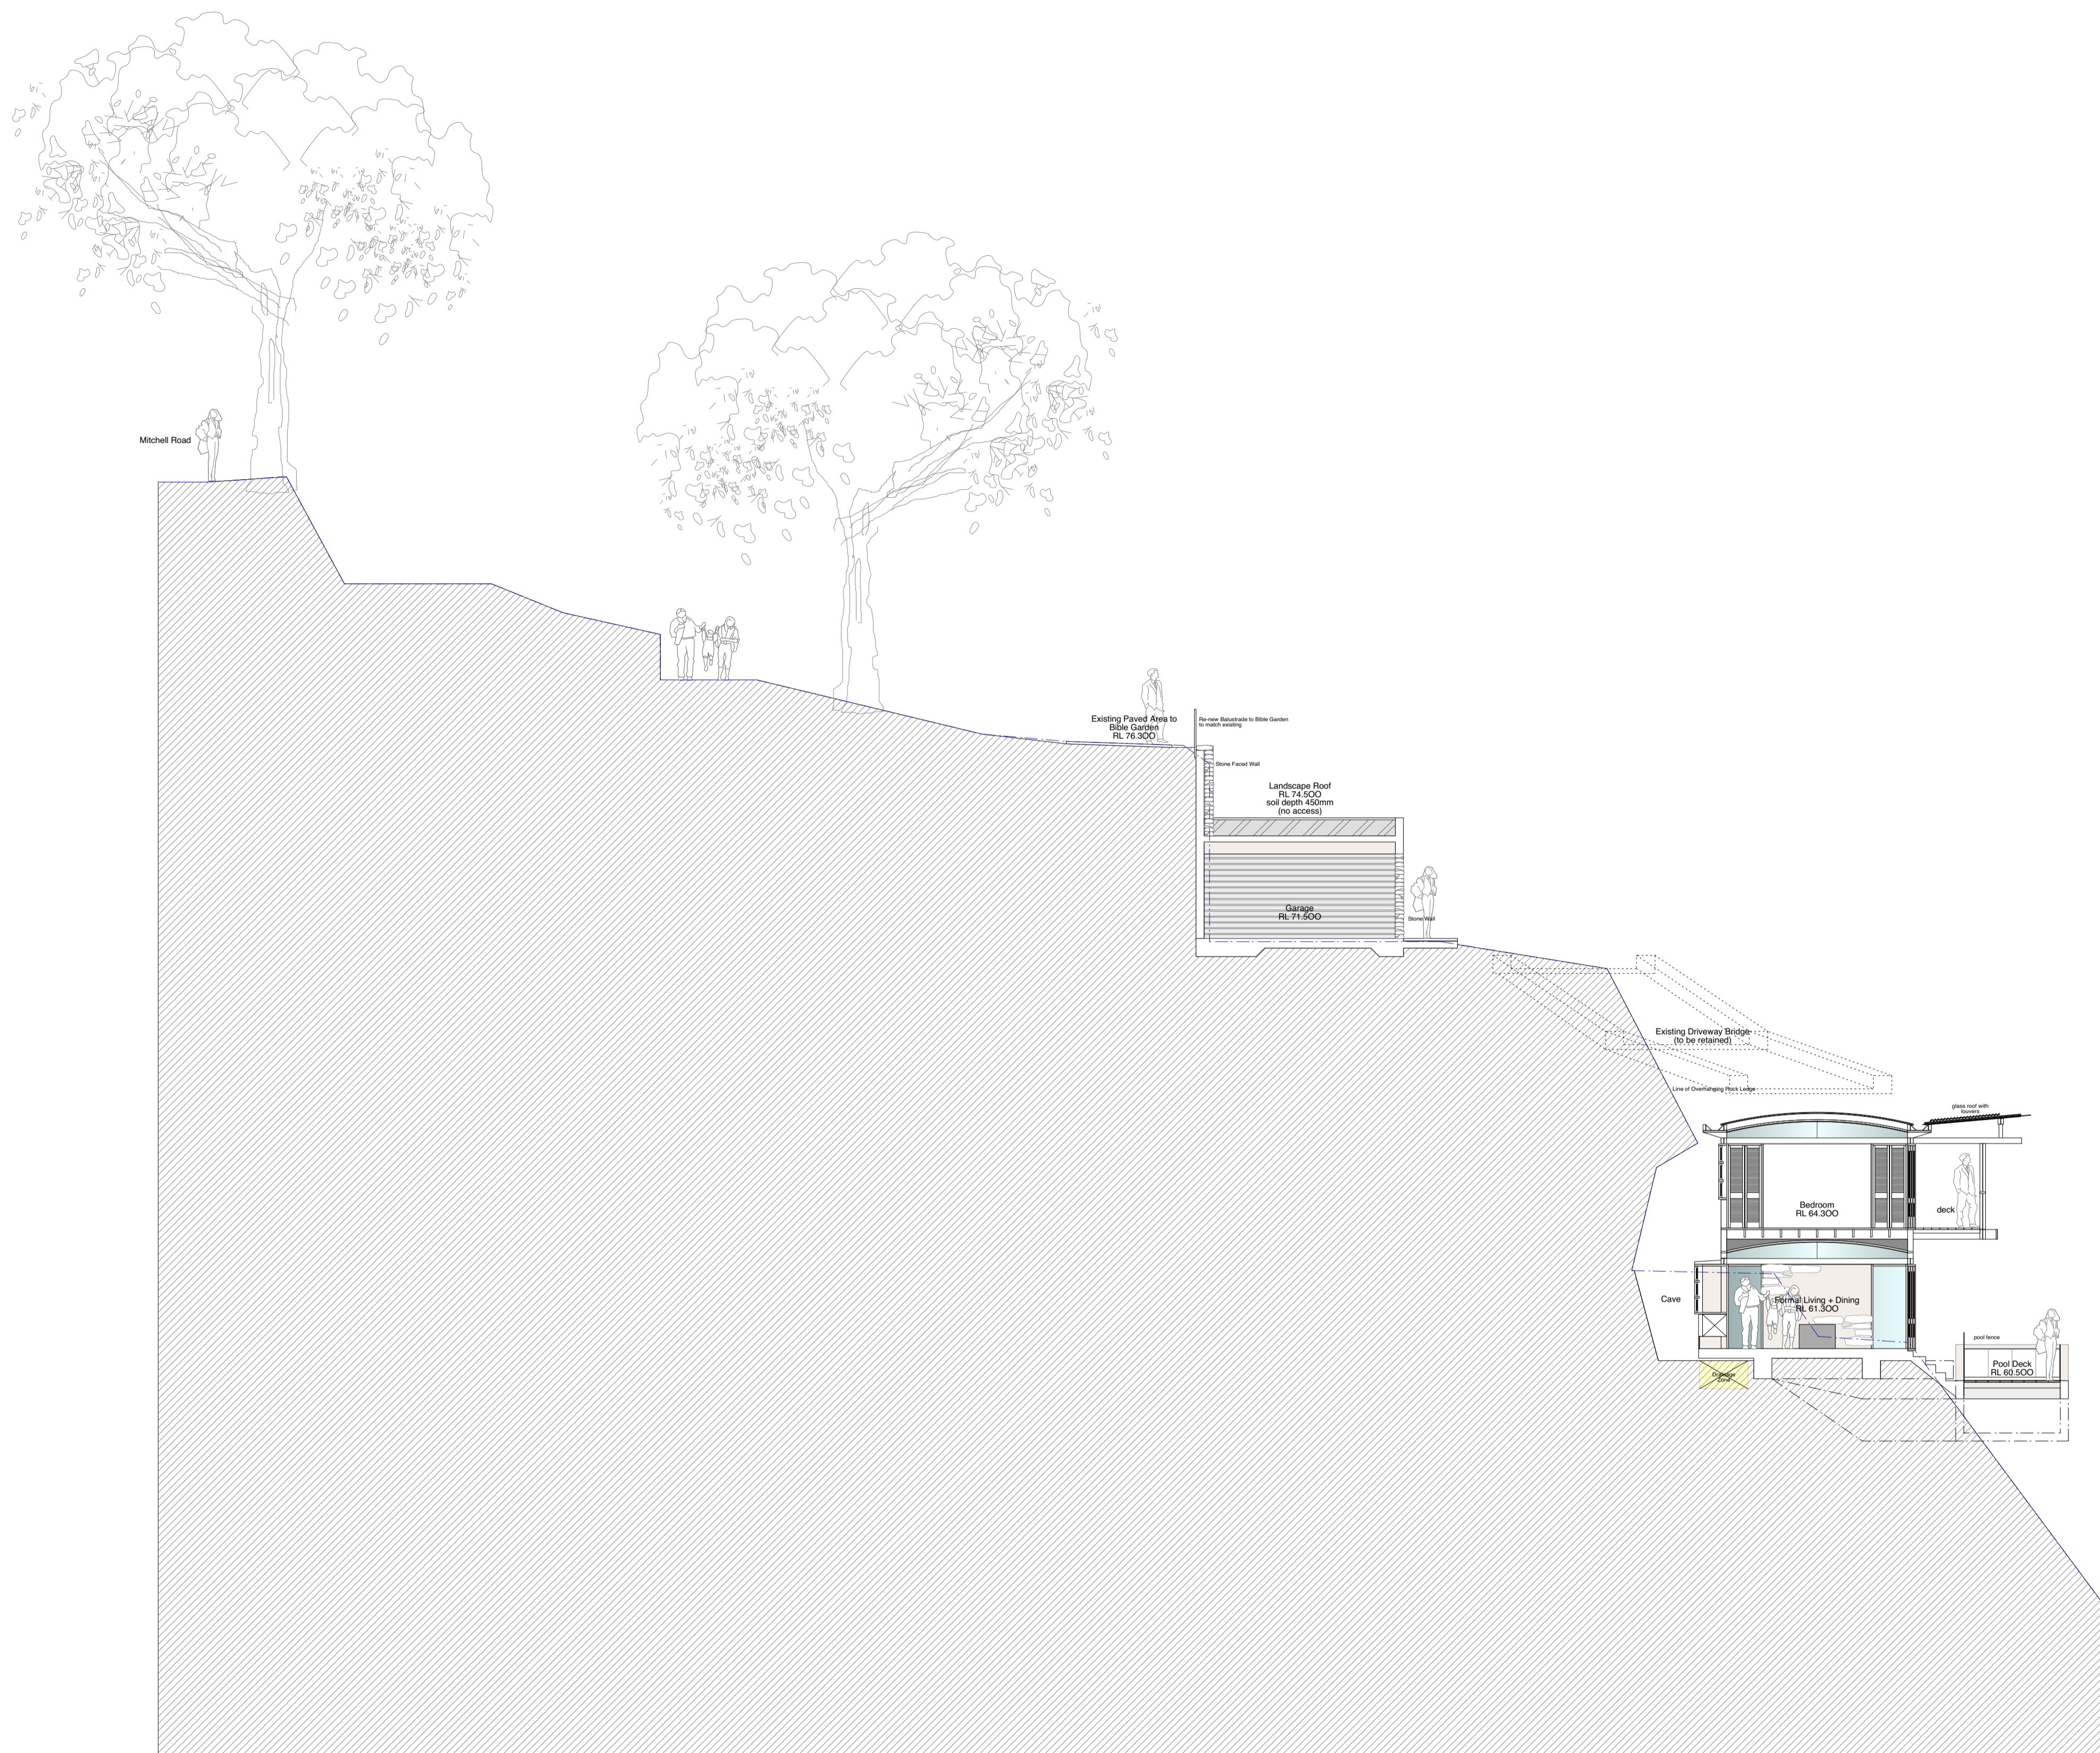 Mitchell Road
Existing Paved Area to
Bible Garden
RL 76.300
Re-new Balustrade to Bible Garden
to match existing
Stone Faced Wall
Landscape Roof
RL 74.500
soil depth 450mm
(no access)
Garage
RL 71.500
Stone Wall
Existing Driveway Bridge
(to be retained)
Line of Overhanging Rock Ledge
glass roof with
louvers
Bedroom
RL 64.300
deck
Cave
Formal Living + Dining
RL 61.300
pool fence
Pool Deck
RL 60.500
Drainage
Zone